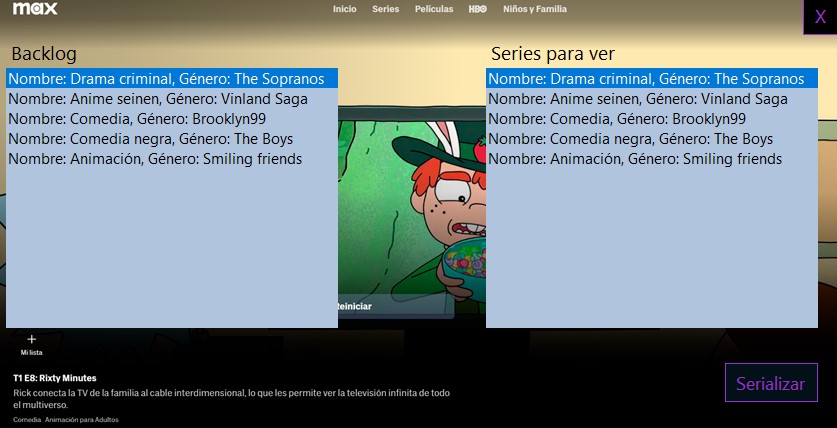 max
Inicio Series Películas HBO Niños y Familia
X
Backlog
Nombre: Drama criminal, Género: The Sopranos
Nombre: Anime seinen, Género: Vinland Saga
Nombre: Comedia, Género: Brooklyn99
Nombre: Comedia negra, Género: The Boys
Nombre: Animación, Género: Smiling friends
Series para ver
Nombre: Drama criminal, Género: The Sopranos
Nombre: Anime seinen, Género: Vinland Saga
Nombre: Comedia, Género: Brooklyn99
Nombre: Comedia negra, Género: The Boys
Nombre: Animación, Género: Smiling friends
teiniciar
+
Mi lista
T1 E8: Rixty Minutes
Rick conecta la TV de la familia al cable interdimensional, lo que les permite ver la televisión infinita de todo
el multiverso.
Comedia Animación para Adultos
Serializar